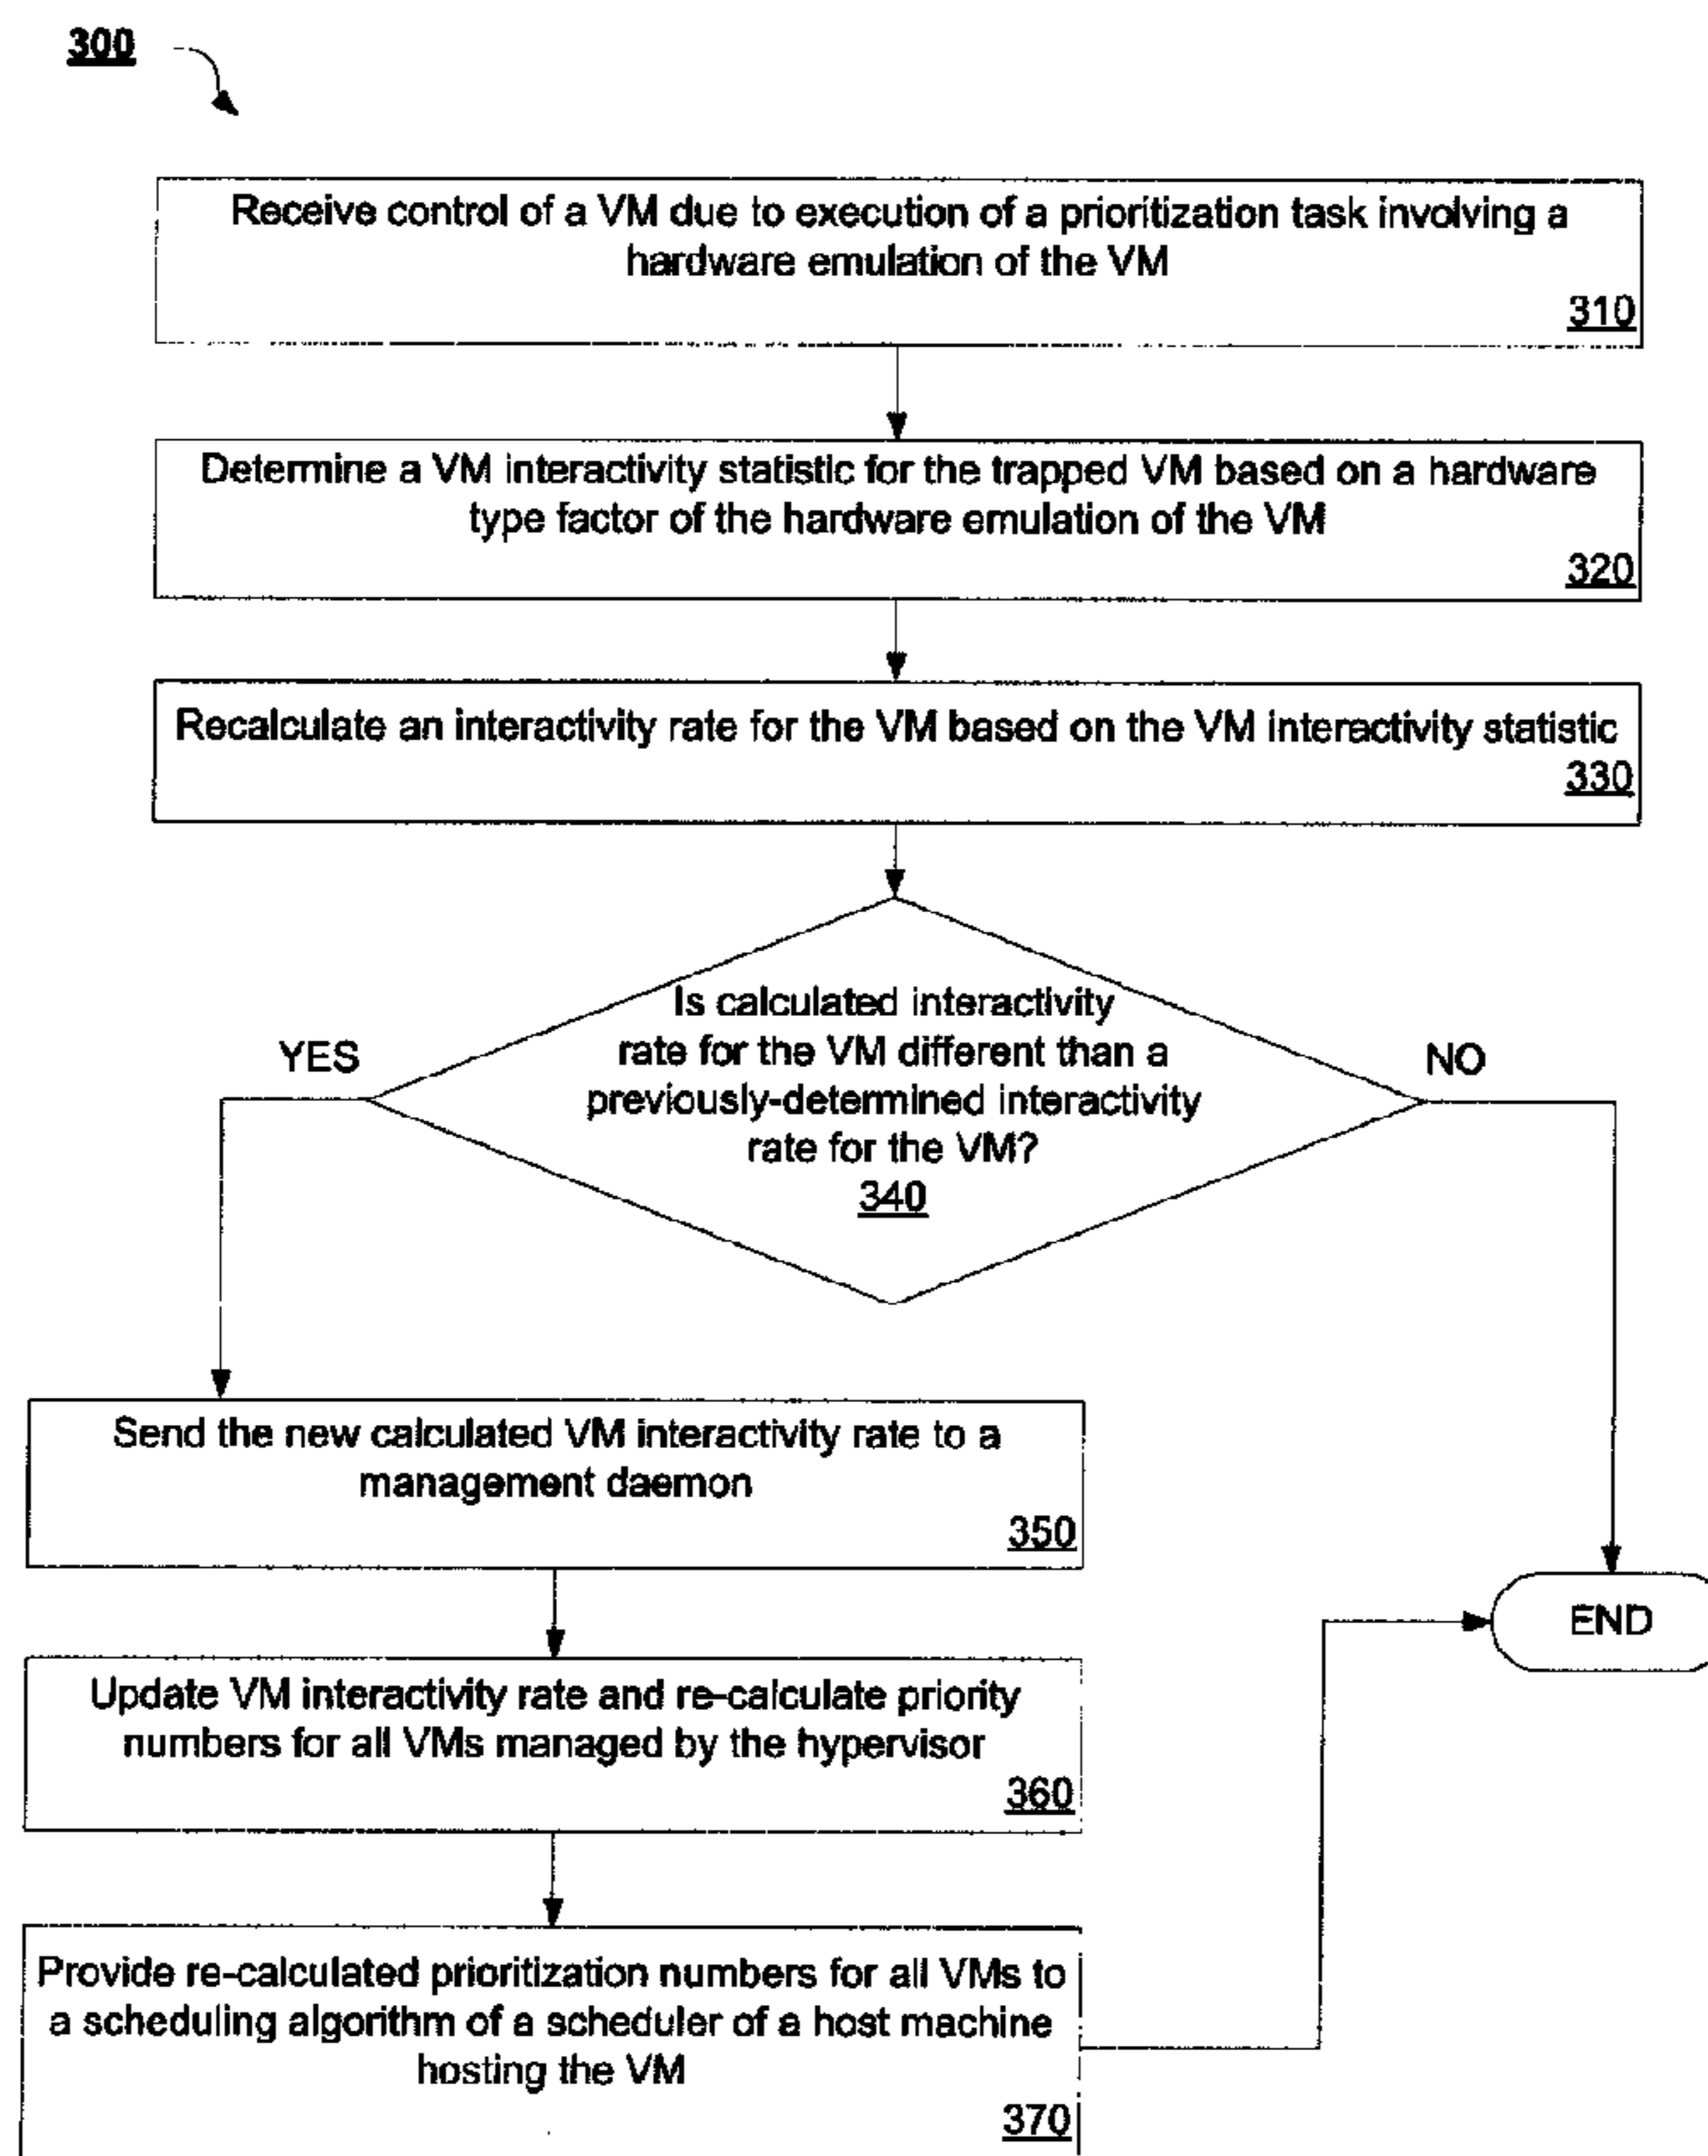 300
Receive control of a VM due to execution of a prioritization task involving a
hardware emulation of the VM
310
Determine a VM interactivity statistic for the trapped VM based on a hardware
type factor of the hardware emulation of the VM
320
Recalculate an interactivity rate for the VM based on the VM interactivity statistic
330
Is calculated interactivity
rate for the VM different than a
previously-determined interactivity
rate for the VM?
340
YES
NO
Send the new calculated VM interactivity rate to a
management daemon
350
END
Update VM interactivity rate and re-calculate priority
numbers for all VMs managed by the hypervisor
360
Provide re-calculated prioritization numbers for all VMs to
a scheduling algorithm of a scheduler of a host machine
hosting the VM
370